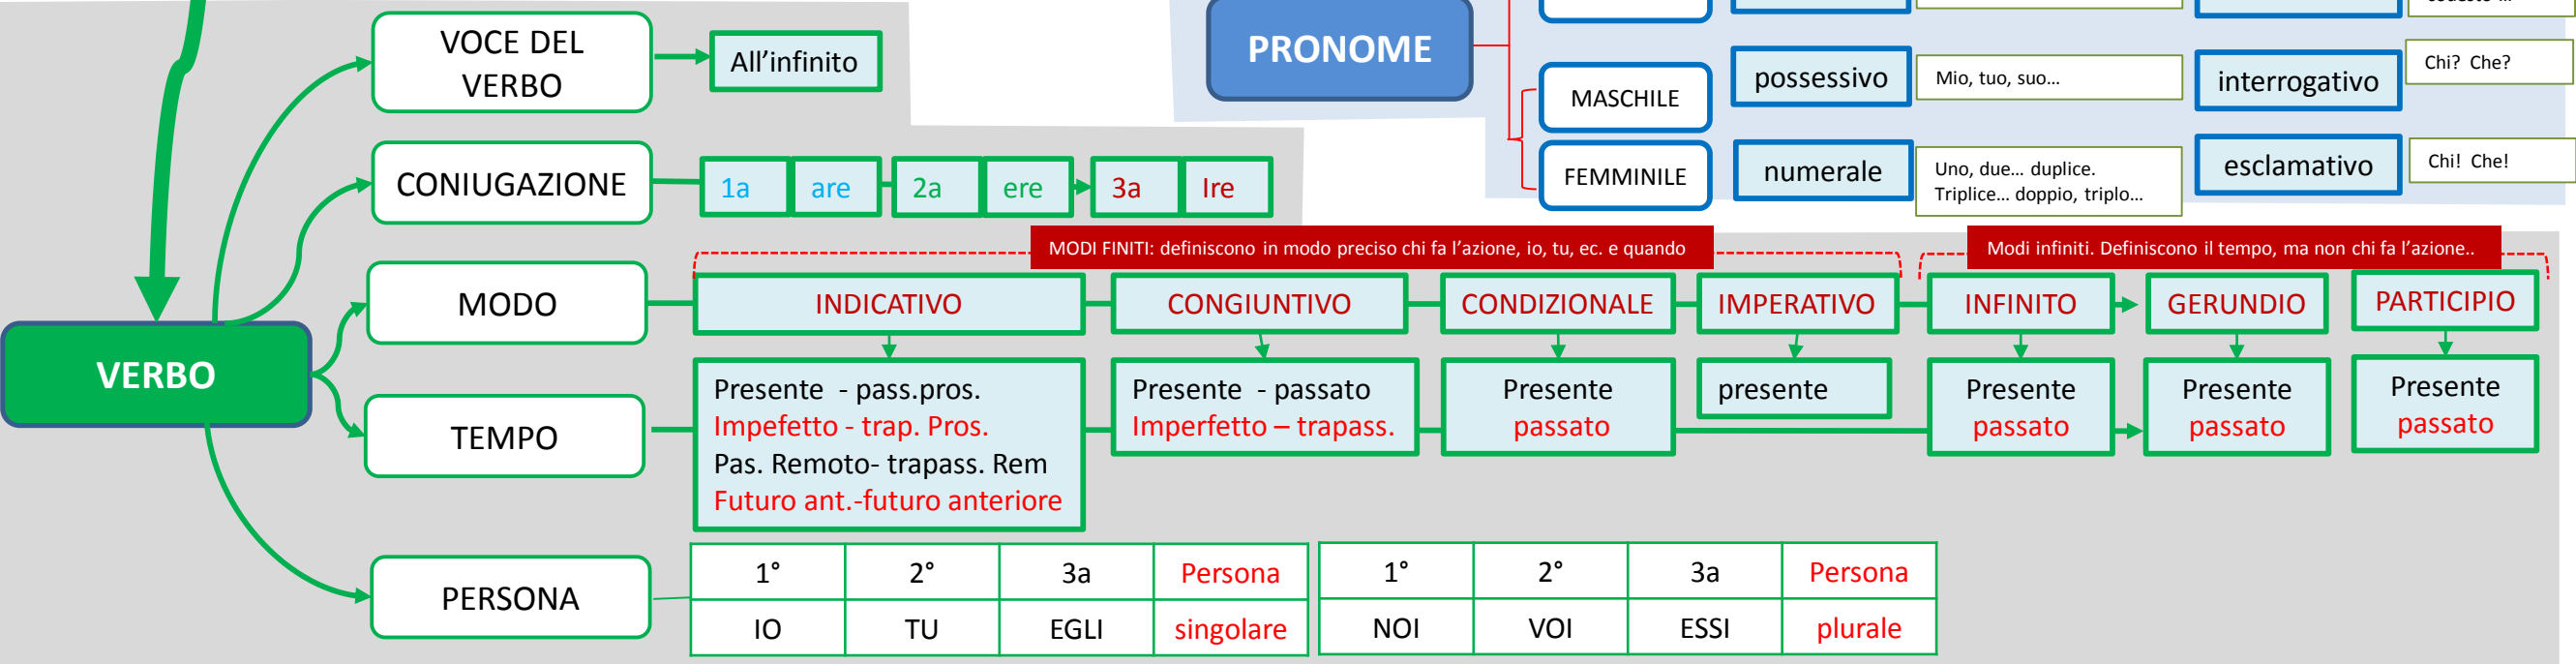 VOCE DEL
VERBO
All'infinito
CONIUGAZIONE
1a are 2a ere 3a Ire
PRONOME
MASCHILE
FEMMINILE
possessivo
Mio, tuo, suo...
interrogativo
Chi? Che?
numerale
Uno, due... duplice.
Triplice... doppio, triplo...
esclamativo
Chi! Che!
MODI FINITI: definiscono in modo preciso chi fa l'azione, io, tu, ec. e quando
Modi infiniti. Definiscono il tempo, ma non chi fa l'azione..
VERBO
MODO
INDICATIVO CONGIUNTIVO CONDIZIONALE IMPERATIVO INFINITO GERUNDIO PARTICIPIO
TEMPO
Presente - pass.pros.
Impefetto - trap. Pros.
Pas. Remoto- trapass. Rem
Futuro ant.-futuro anteriore
Presente - passato
Imperfetto – trapass.
Presente
passato
presente
Presente
passato
Presente
passato
Presente
passato
PERSONA
1° 2° 3a Persona
IO TU EGLI singolare
1° 2° 3a Persona
NOI VOI ESSI plurale